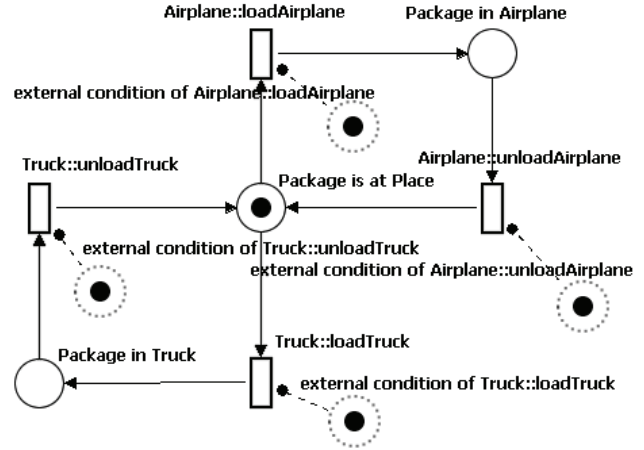 Airplane::loadAirplane
Package in Airplane
external condition of Airplane::loadAirplane
Airplane::unloadAirplane
Truck::unloadTruck
Package is at Place
external condition of Truck::unloadTruck
external condition of Airplane::unloadAirplane
Truck::loadTruck
Package in Truck
external condition of Truck::loadTruck